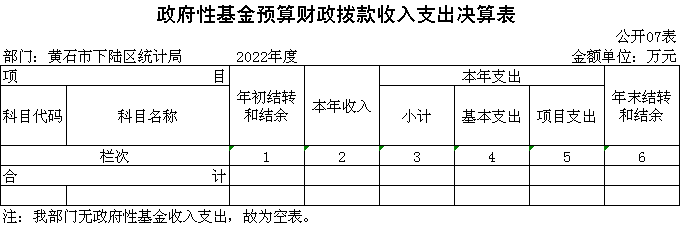 政府性基金预算财政拨款收入支出决算表
公开07表
部门：黄石市下陆区统计局 2022年度 金额单位：万元
项 目 年初结转和结余 本年收入 本年支出 年末结转和结余
科目代码 科目名称 小计 基本支出 项目支出
栏次 1 2 3 4 5 6
合 计
注：我部门无政府性基金收入支出，故为空表。